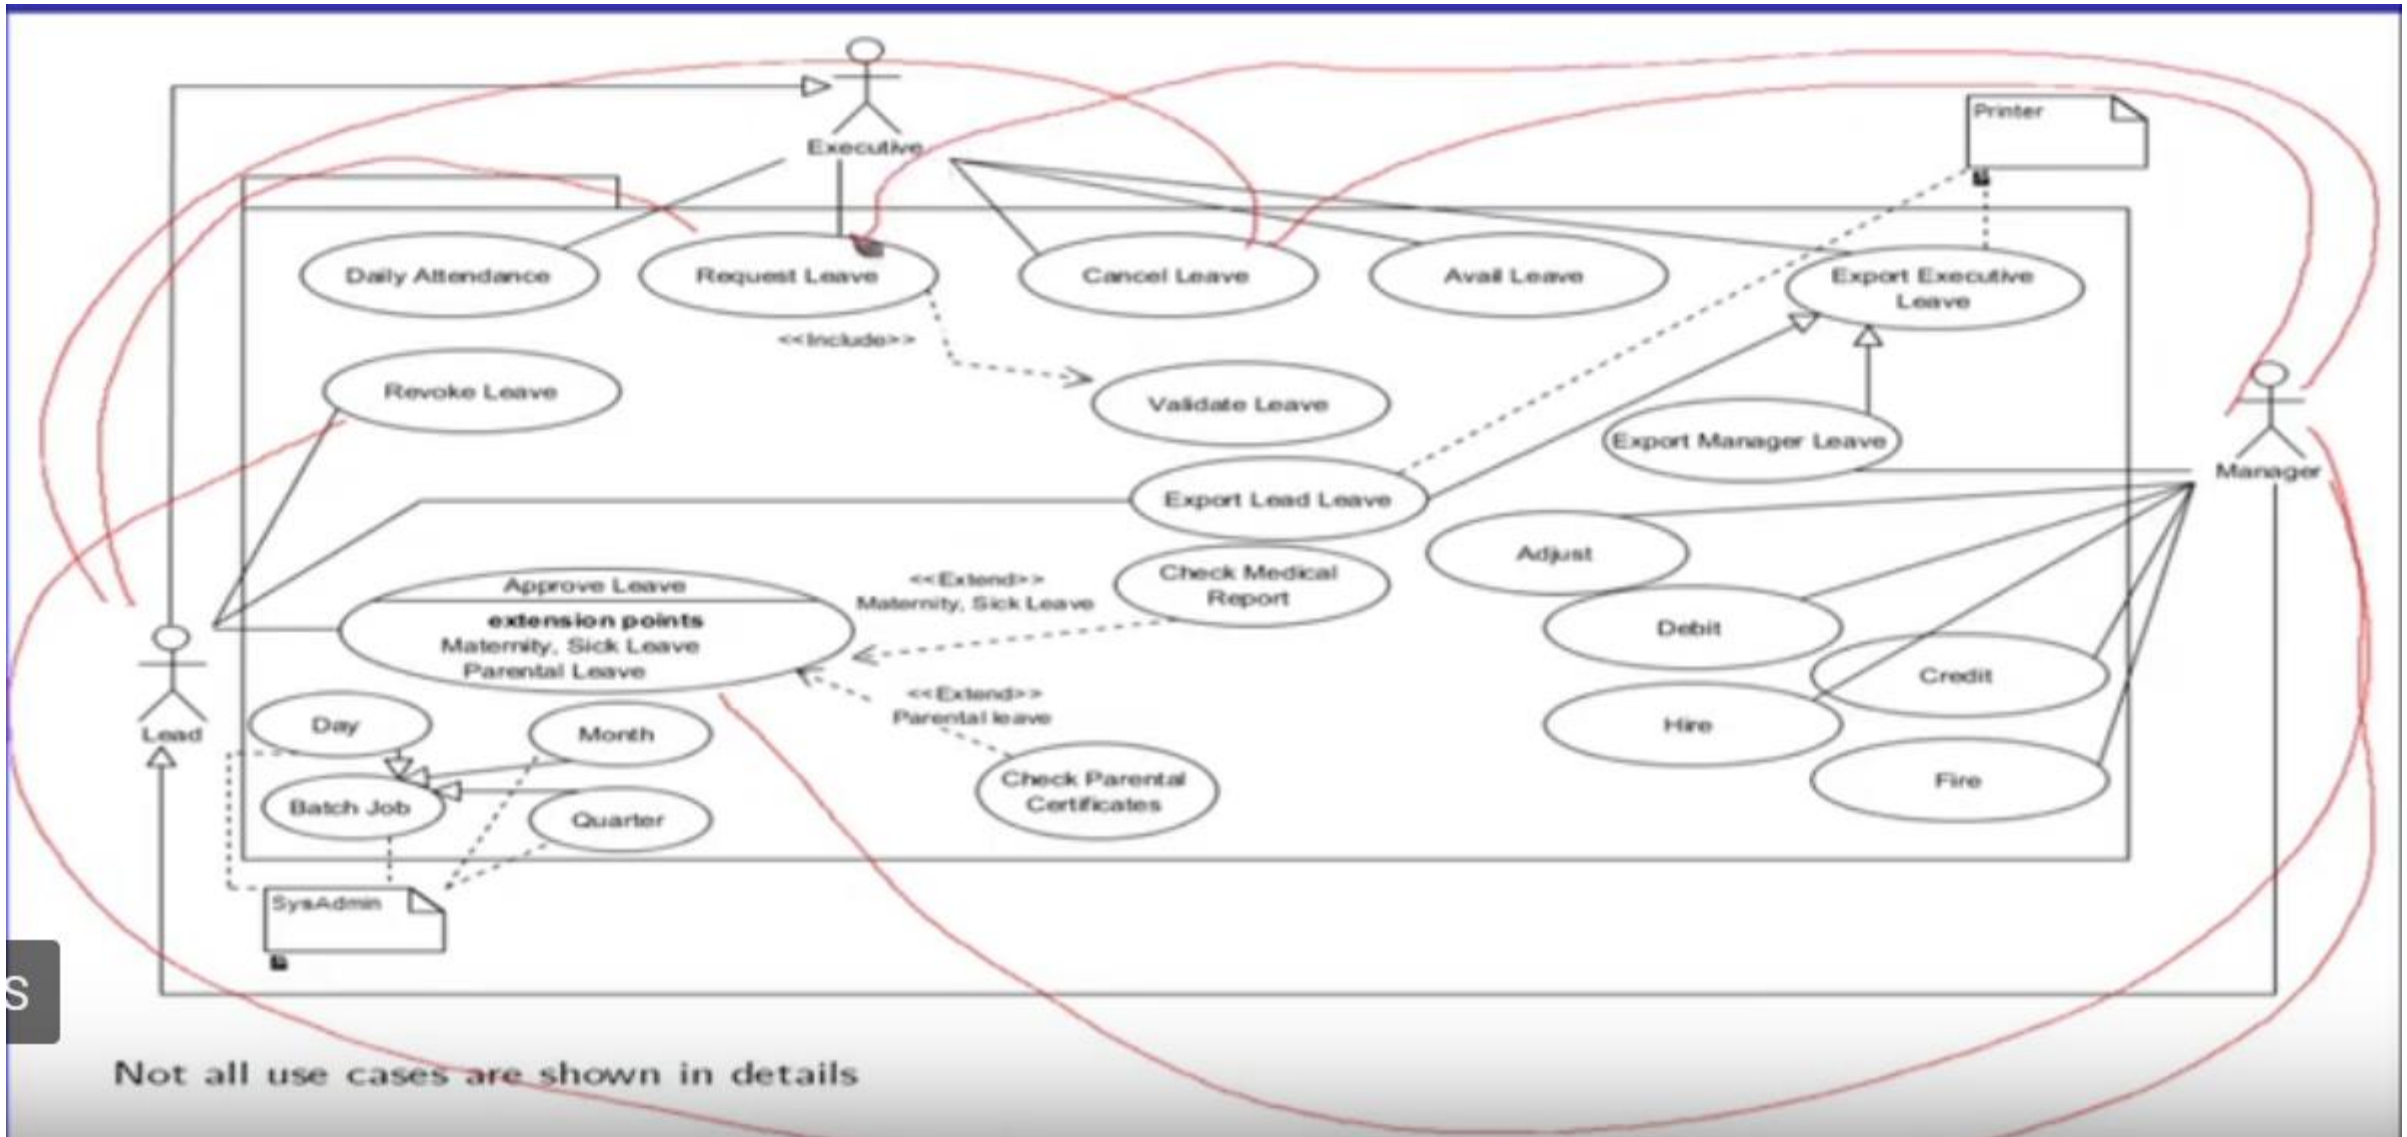 Printer
Executive
Daily Attendance
Request Leave
Cancel Leave
Avail Leave
Export Executive
Leave
<<Include>>
Revoke Leave
Validate Leave
Export Manager Leave
Manager
Export Lead Leave
Adjust
Approve Leave
extension points
Maternity, Sick Leave
Parental Leave
<<Extend>>
Maternity, Sick Leave
Check Medical
Report
Debit
Credit
<<Extend>>
Parental leave
Hire
Day
Month
Lead
Fire
Batch Job
Quarter
Check Parental
Certificates
SysAdmin
S
Not all use cases are shown in details